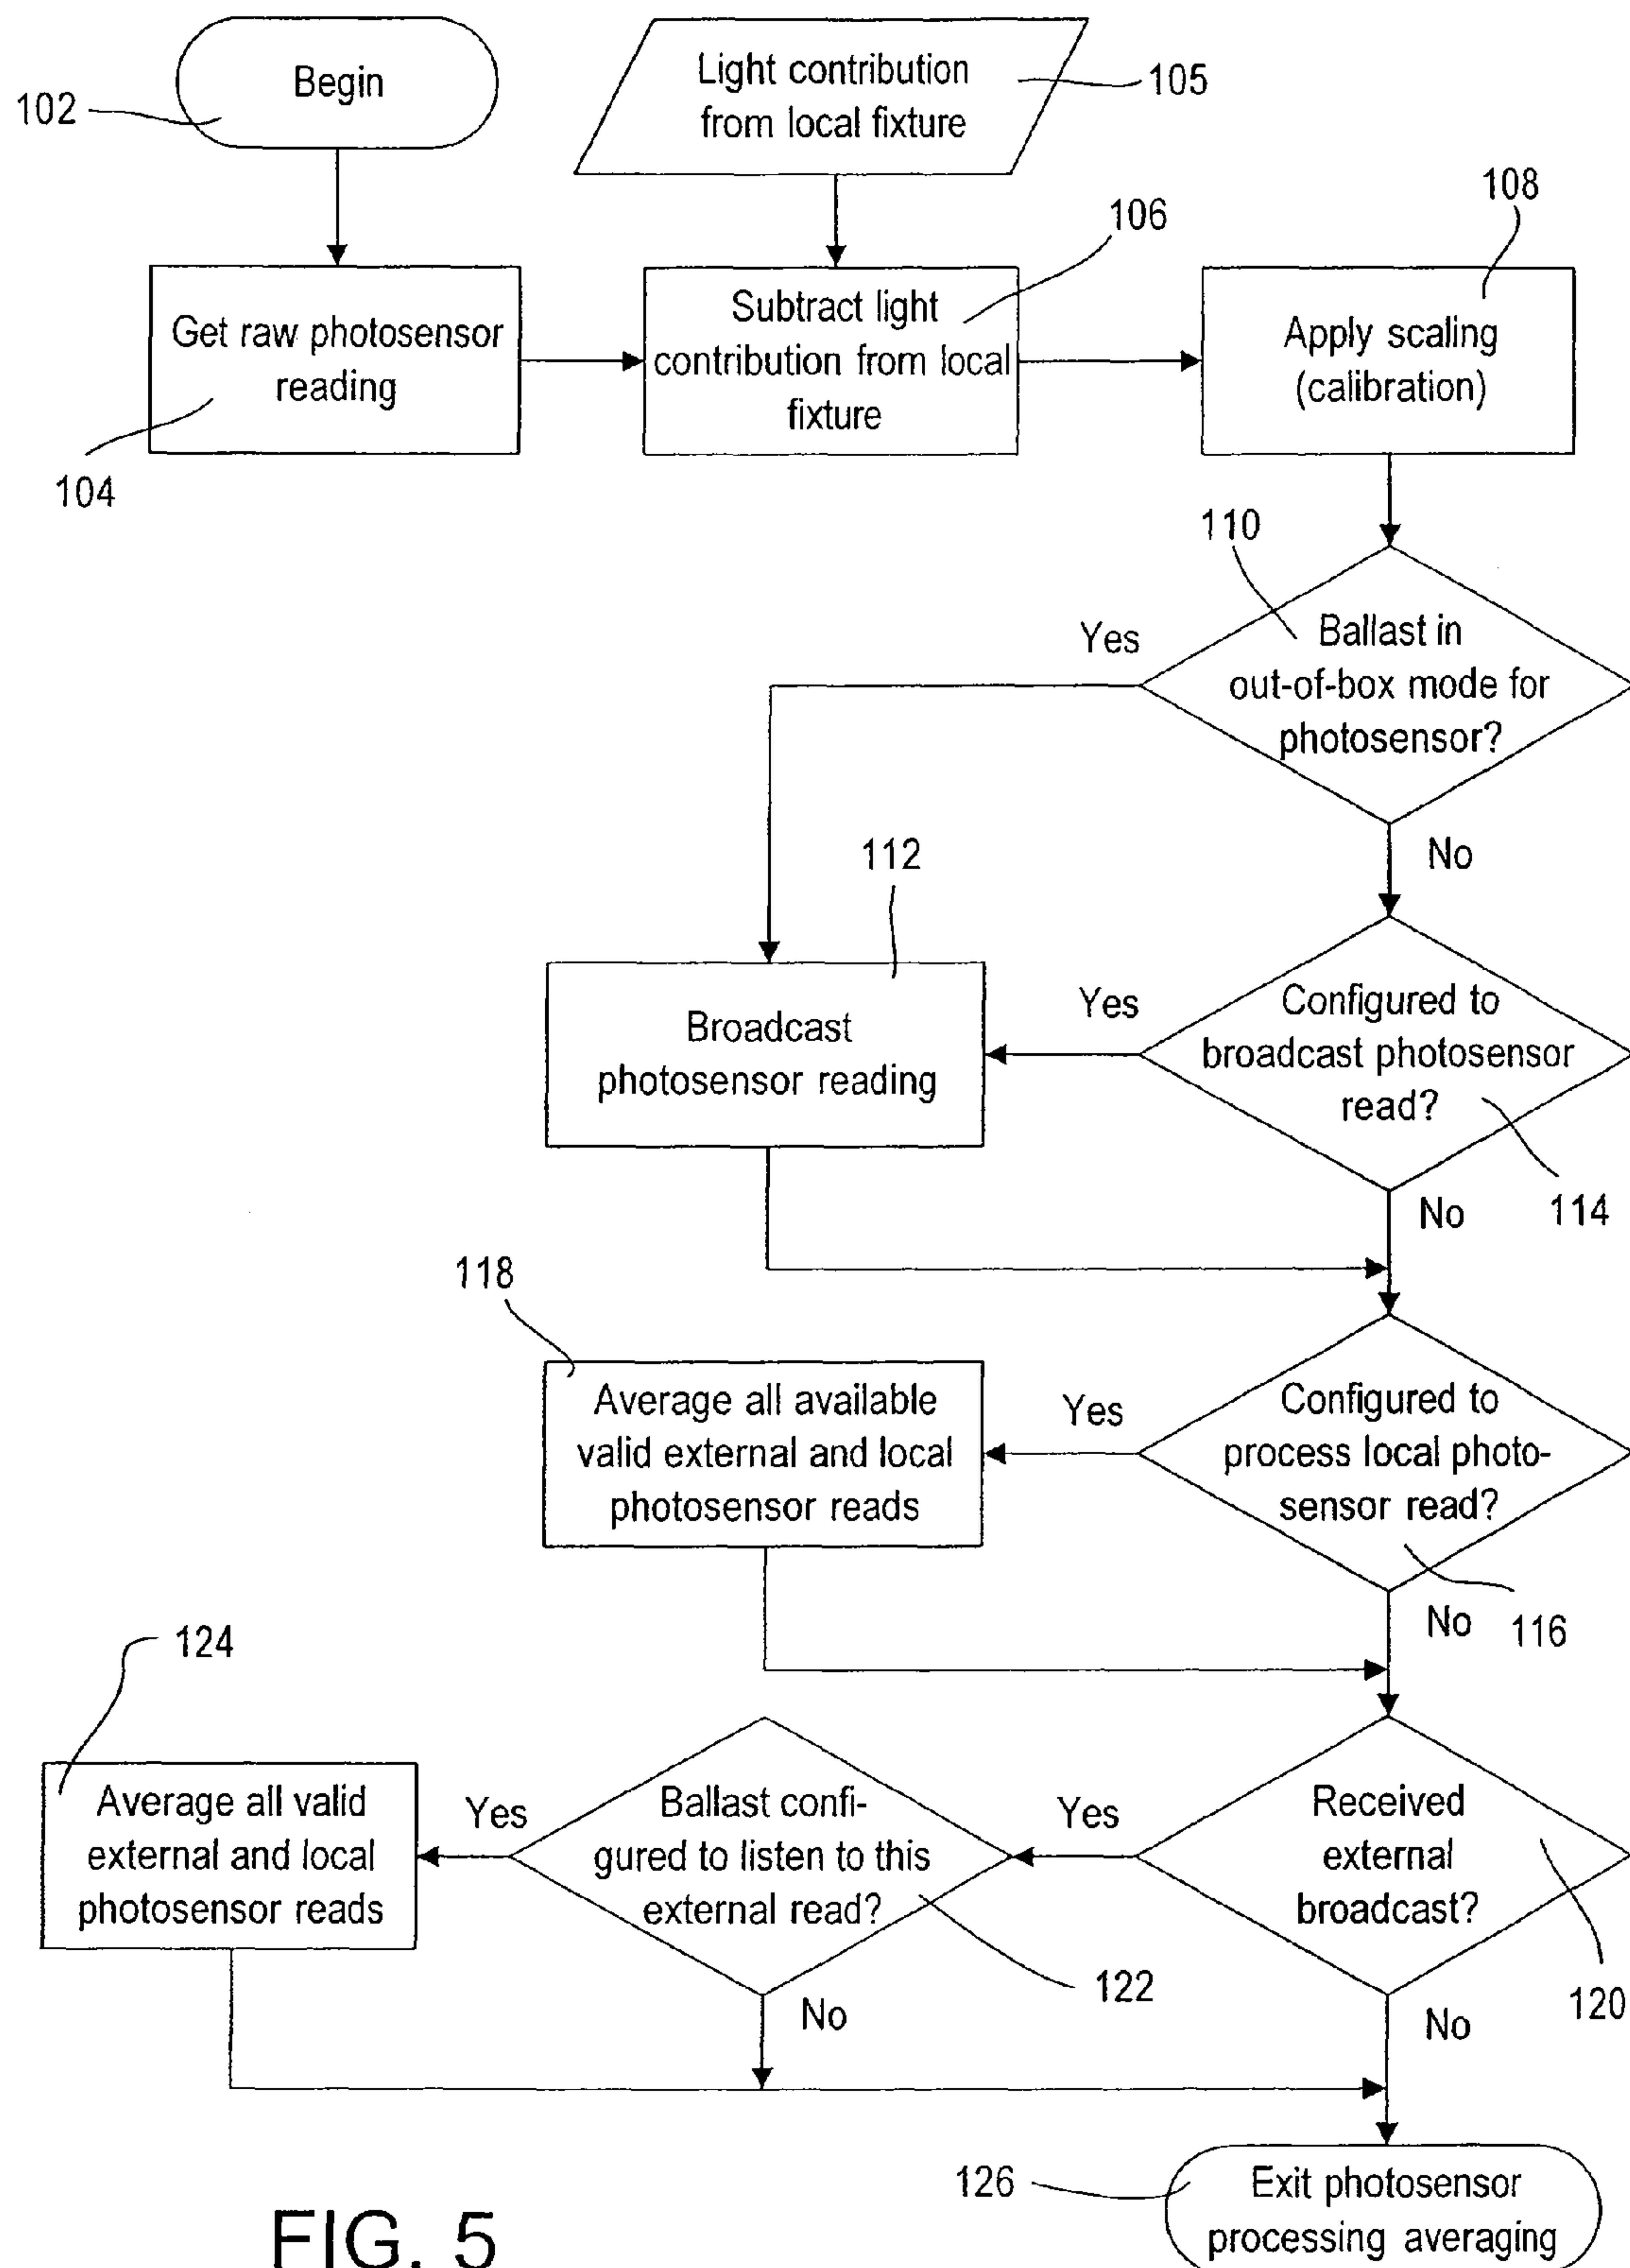 Begin
102
Light contribution
from local fixture
105
108
106
Get raw photosensor
reading
104
Subtract light
contribution from local
fixture
Apply scaling
(calibration)
110
Yes
Ballast in
out-of-box mode for
photosensor?
No
112
Broadcast
photosensor reading
Yes
Configured to
broadcast photosensor
read?
114
No
118
Average all available
valid external and local
photosensor reads
Yes
Configured to
process local photo-
sensor read?
No
116
124
Average all valid
external and local
photosensor reads
Yes
Ballast confi-
gured to listen to this
external read?
122
No
Yes
Received
external
broadcast?
120
No
126
Exit photosensor
processing averaging
FIG. 5